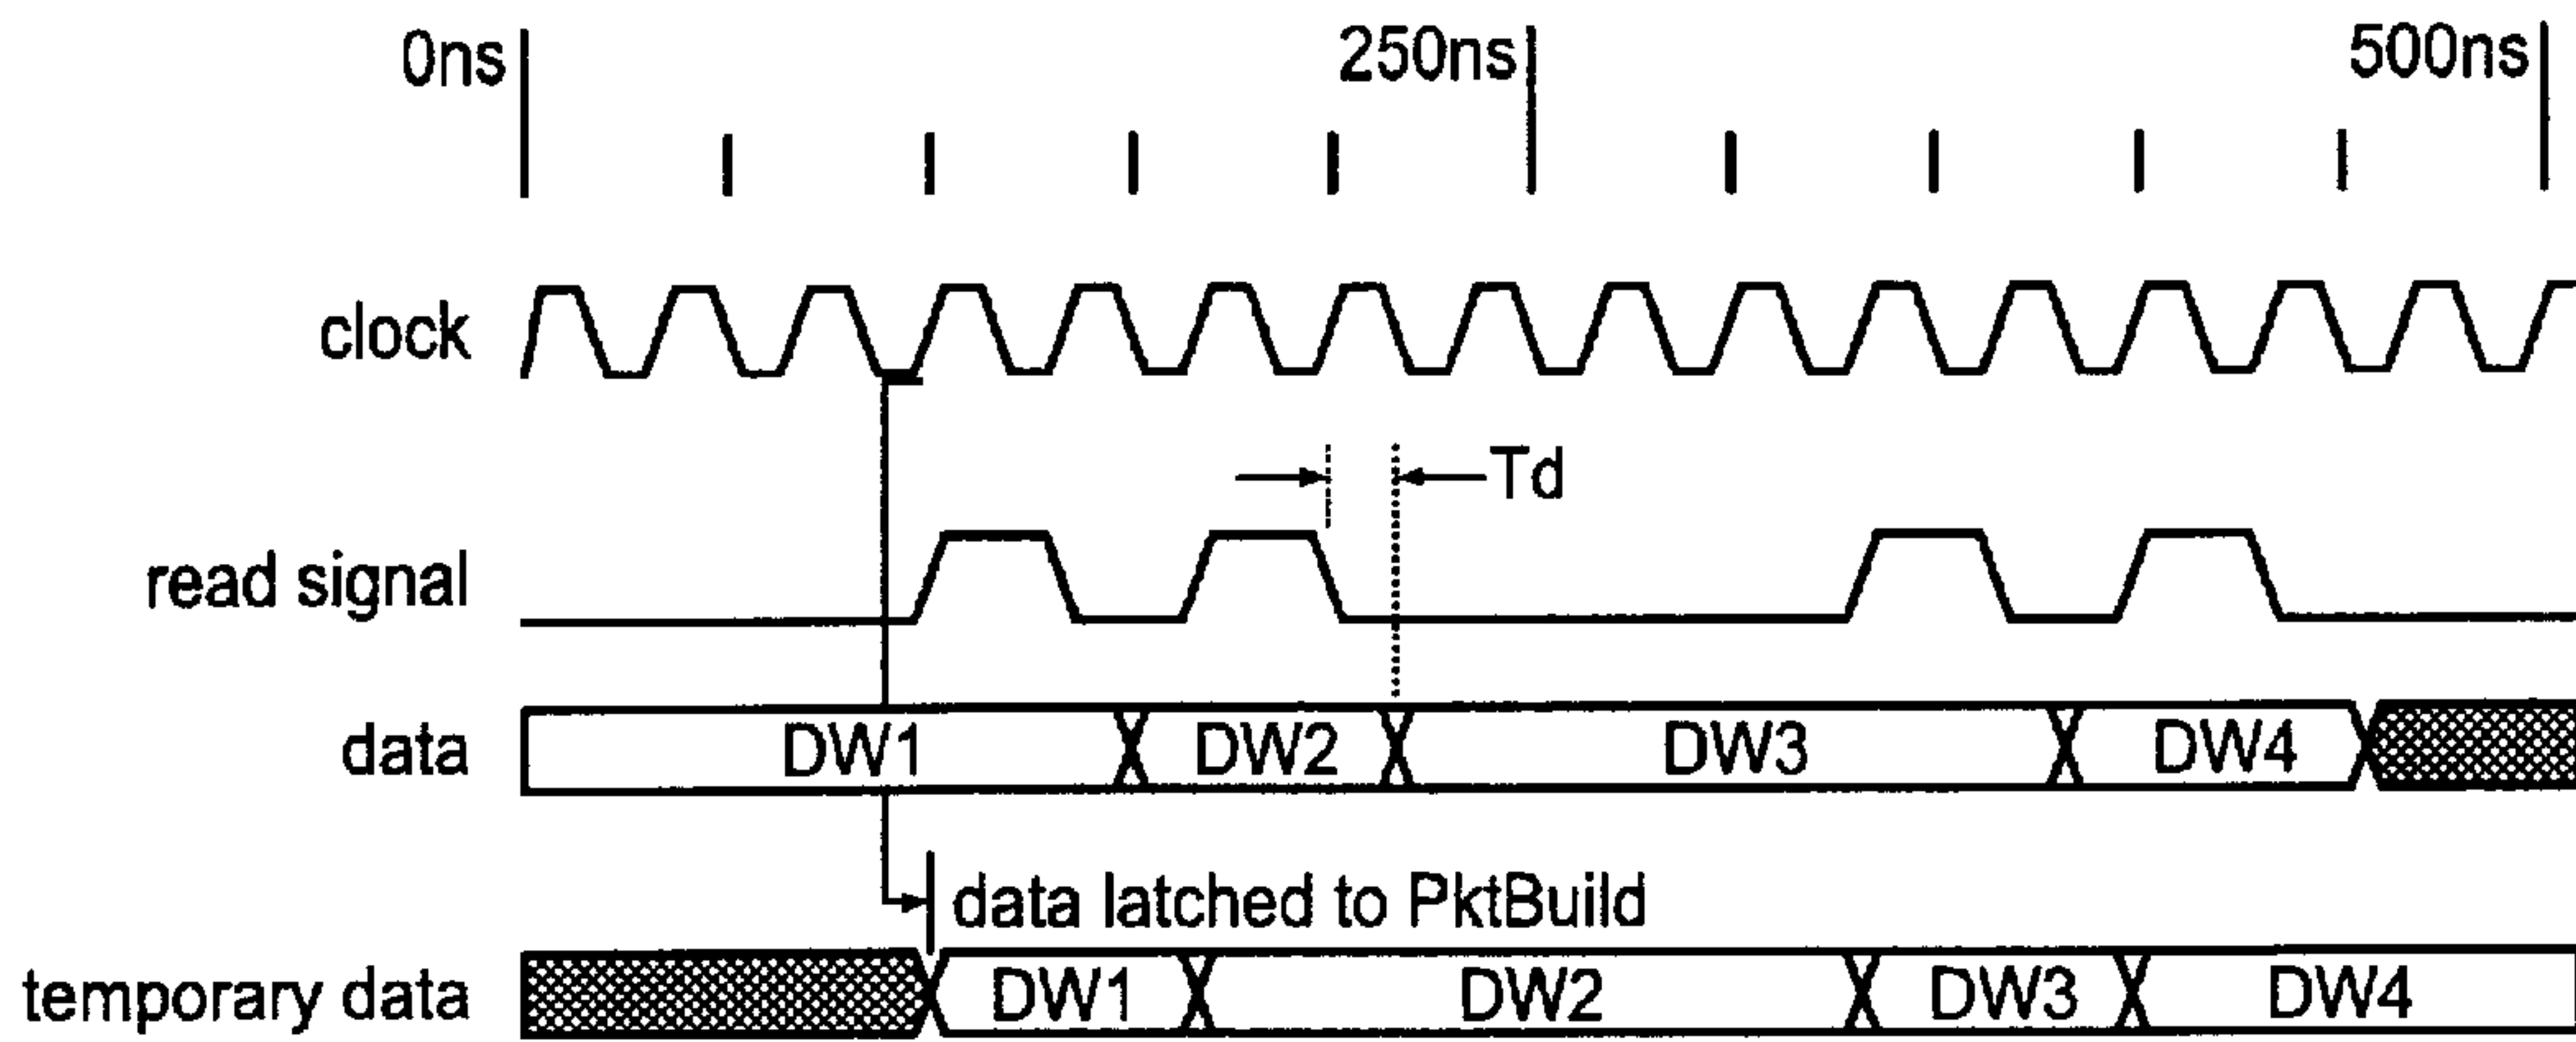 0ns 250ns 500ns
clock
Td
read signal
data DW1 DW2 DW3 DW4
data latched to PktBuild
temporary data DW1 DW2 DW3 DW4